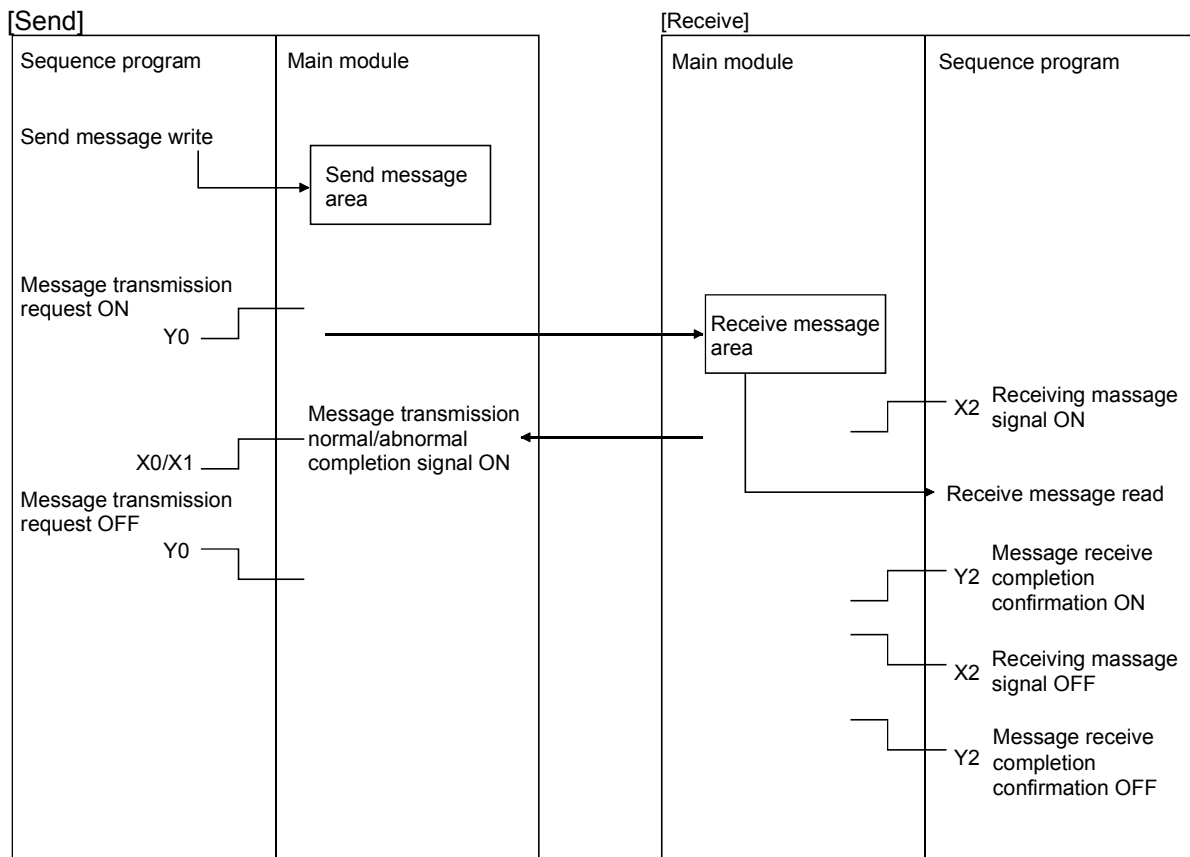 [Send]
Sequence program
Main module
Send message write
Send message
area
Message transmission
request ON
Y0
Message transmission
normal/abnormal
completion signal ON
X0/X1
Message transmission
request OFF
Y0
[Receive]
Main module
Sequence program
Receive message
area
X2
Receiving massage
signal ON
Receive message read
Y2
Message receive
completion
confirmation ON
X2
Receiving massage
signal OFF
Y2
Message receive
completion
confirmation OFF